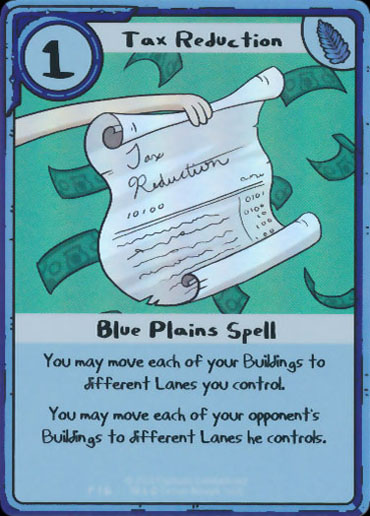 1
Tax Reduction
Tax
Reduction
10100
0101
Blue Plains Spell
You may move each of your Buildings to
different Lanes you control.
You may move each of your opponent's
Buildings to different Lanes he controls.